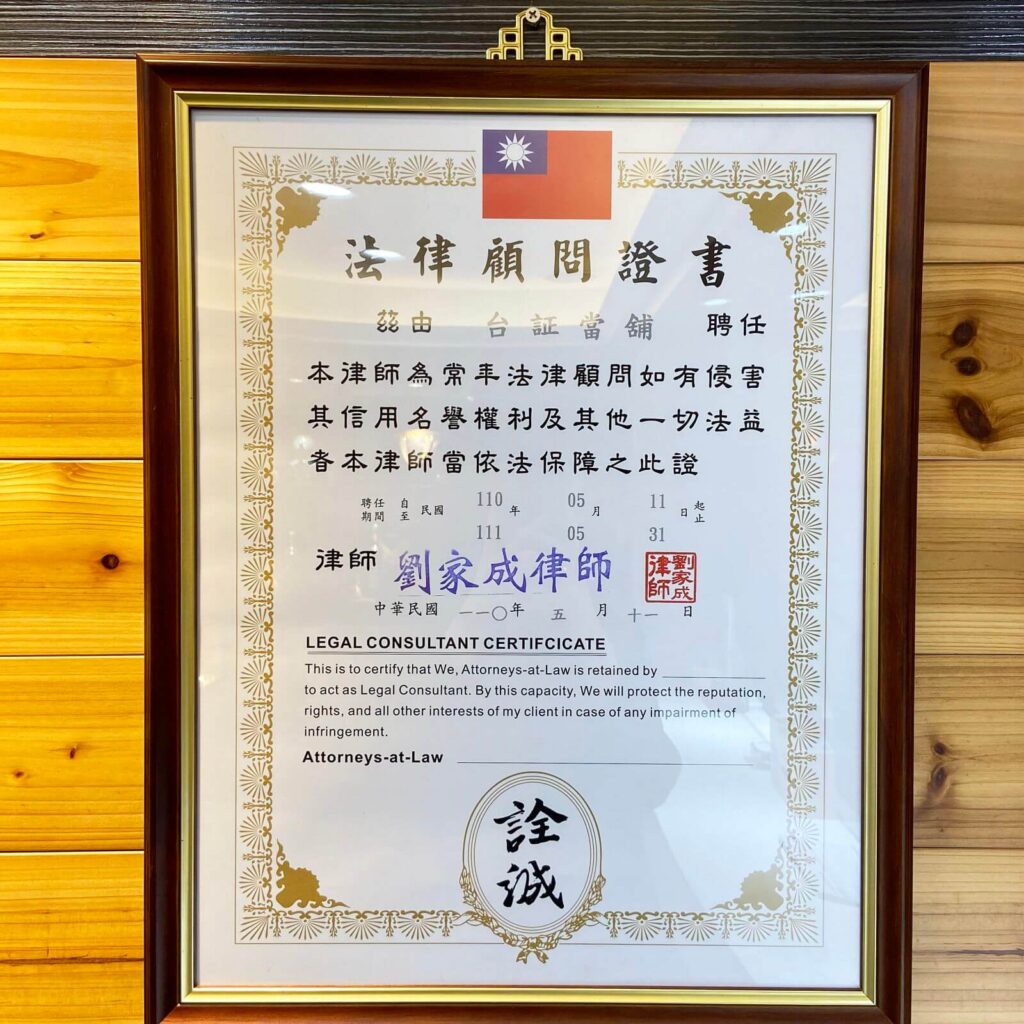 法律顧問證書
茲由 台証當舖 聘任
本律師為常年法律顧問如有侵害
其信用名譽權利及其他一切法益
者本律師當依法保障之此證
聘任期間 自至 民國 110 年 05 月 11 日 起止
111 05 31
律師 劉家成律師 劉家成律師
中華民國 一一〇年 五 月 十一 日
LEGAL CONSULTANT CERTIFCICATE
This is to certify that We, Attorneys-at-Law is retained by
to act as Legal Consultant. By this capacity, We will protect the reputation,
rights, and all other interests of my client in case of any impairment of
infringement.
Attorneys-at-Law
詮
誠